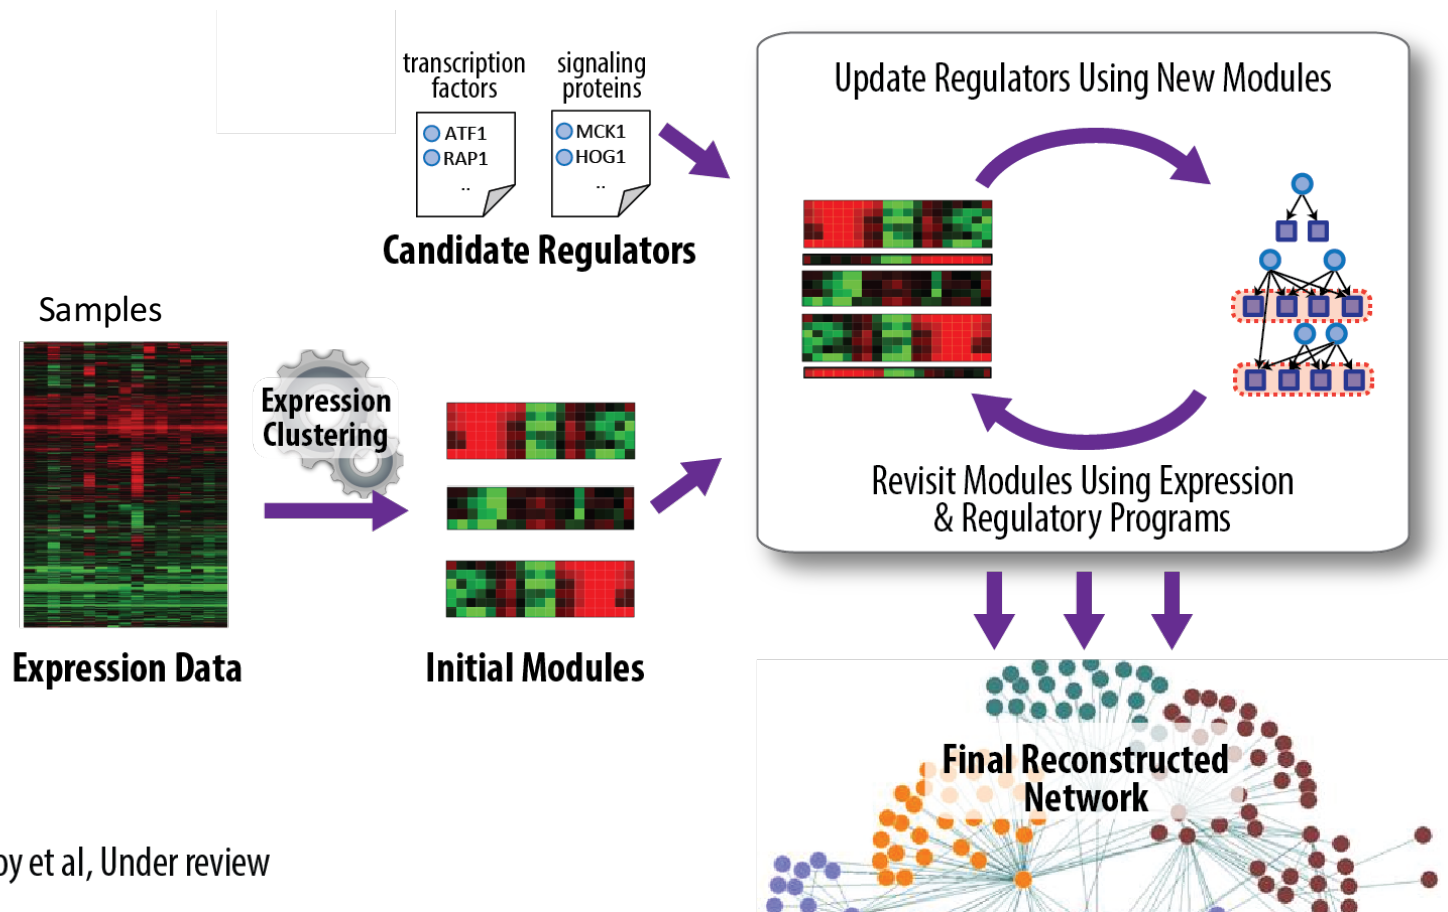 transcription
factors
signaling
proteins
ATF1
RAP1
..
MCK1
HOG1
..
Candidate Regulators
Update Regulators Using New Modules
Samples
Expression
Clustering
Revisit Modules Using Expression
& Regulatory Programs
Expression Data
Initial Modules
Final Reconstructed
Network
oy et al, Under review